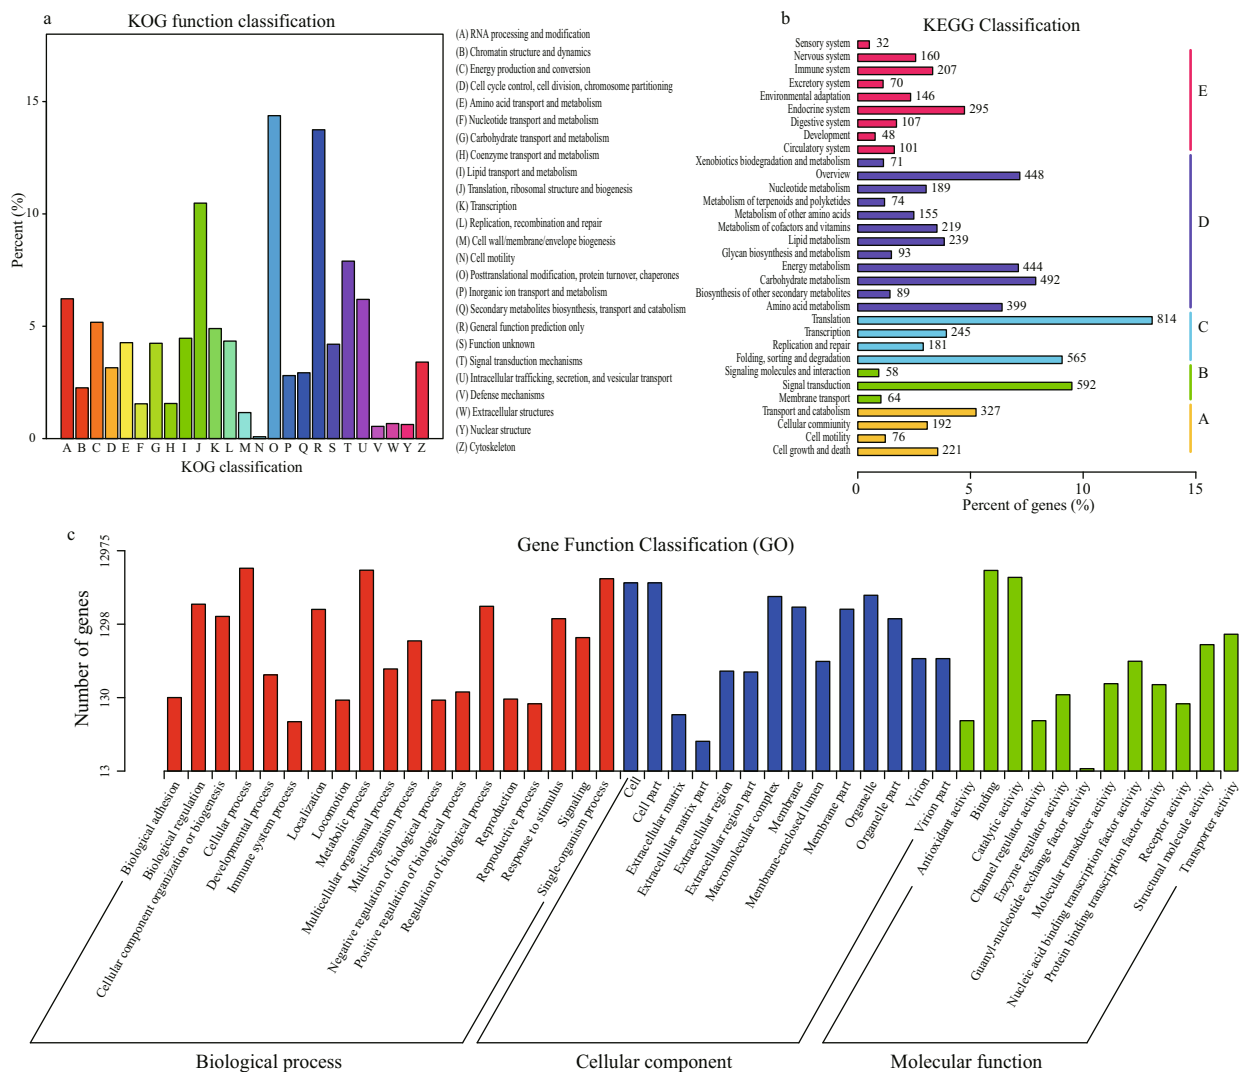 a
KOG function classification
Percent (%)
15
10
5
0
A B C D E F G H I J K L M N O P Q R S T U V W Y Z
KOG classification
(A) RNA processing and modification
(B) Chromatin structure and dynamics
(C) Energy production and conversion
(D) Cell cycle control, cell division, chromosome partitioning
(E) Amino acid transport and metabolism
(F) Nucleotide transport and metabolism
(G) Carbohydrate transport and metabolism
(H) Coenzyme transport and metabolism
(I) Lipid transport and metabolism
(J) Translation, ribosomal structure and biogenesis
(K) Transcription
(L) Replication, recombination and repair
(M) Cell wall/membrane/envelope biogenesis
(N) Cell motility
(O) Posttranslational modification, protein turnover, chaperones
(P) Inorganic ion transport and metabolism
(Q) Secondary metabolites biosynthesis, transport and catabolism
(R) General function prediction only
(S) Function unknown
(T) Signal transduction mechanisms
(U) Intracellular trafficking, secretion, and vesicular transport
(V) Defense mechanisms
(W) Extracellular structures
(Y) Nuclear structure
(Z) Cytoskeleton
b
KEGG Classification
Sensory system 32
Nervous system 160
Immune system 207
Excretory system 70
Environmental adaptation 146
Endocrine system 295
Digestive system 107
Development 48
Circulatory system 101
Xenobiotics biodegradation and metabolism 71
Overview 448
Nucleotide metabolism 189
Metabolism of terpenoids and polyketides 74
Metabolism of other amino acids 155
Metabolism of cofactors and vitamins 219
Lipid metabolism 239
Glycan biosynthesis and metabolism 93
Energy metabolism 444
Carbohydrate metabolism 492
Biosynthesis of other secondary metabolites 89
Amino acid metabolism 399
Translation 814
Transcription 245
Replication and repair 181
Folding, sorting and degradation 565
Signaling molecules and interaction 58
Signal transduction 592
Membrane transport 64
Transport and catabolism 327
Cellular commiunity 192
Cell motility 76
Cell growth and death 221
E
D
C
B
A
0 5 10 15
Percent of genes (%)
c
Gene Function Classification (GO)
Number of genes
12975
1298
130
13
Biological adhesion
Biological regulation
Cellular component organization or biogenesis
Cellular process
Developmental process
Immune system process
Localization
Locomotion
Metabolic process
Multicellular organismal process
Multi-organism process
Negative regulation of biological process
Positive regulation of biological process
Regulation of biological process
Reproduction
Reproductive process
Response to stimulus
Signaling
Single-organism process
Cell
Cell part
Extracellular matrix
Extracellular matrix part
Extracellular region
Extracellular region part
Macromolecular complex
Membrane
Membrane-enclosed lumen
Membrane part
Organelle
Organelle part
Virion
Virion part
Antioxidant activity
Binding
Catalytic activity
Channel regulator activity
Enzyme regulator activity
Guanyl-nucleotide exchange factor activity
Molecular transducer activity
Nucleic acid binding transcription factor activity
Protein binding transcription factor activity
Receptor activity
Structural molecule activity
Transporter activity
Biological process
Cellular component
Molecular function